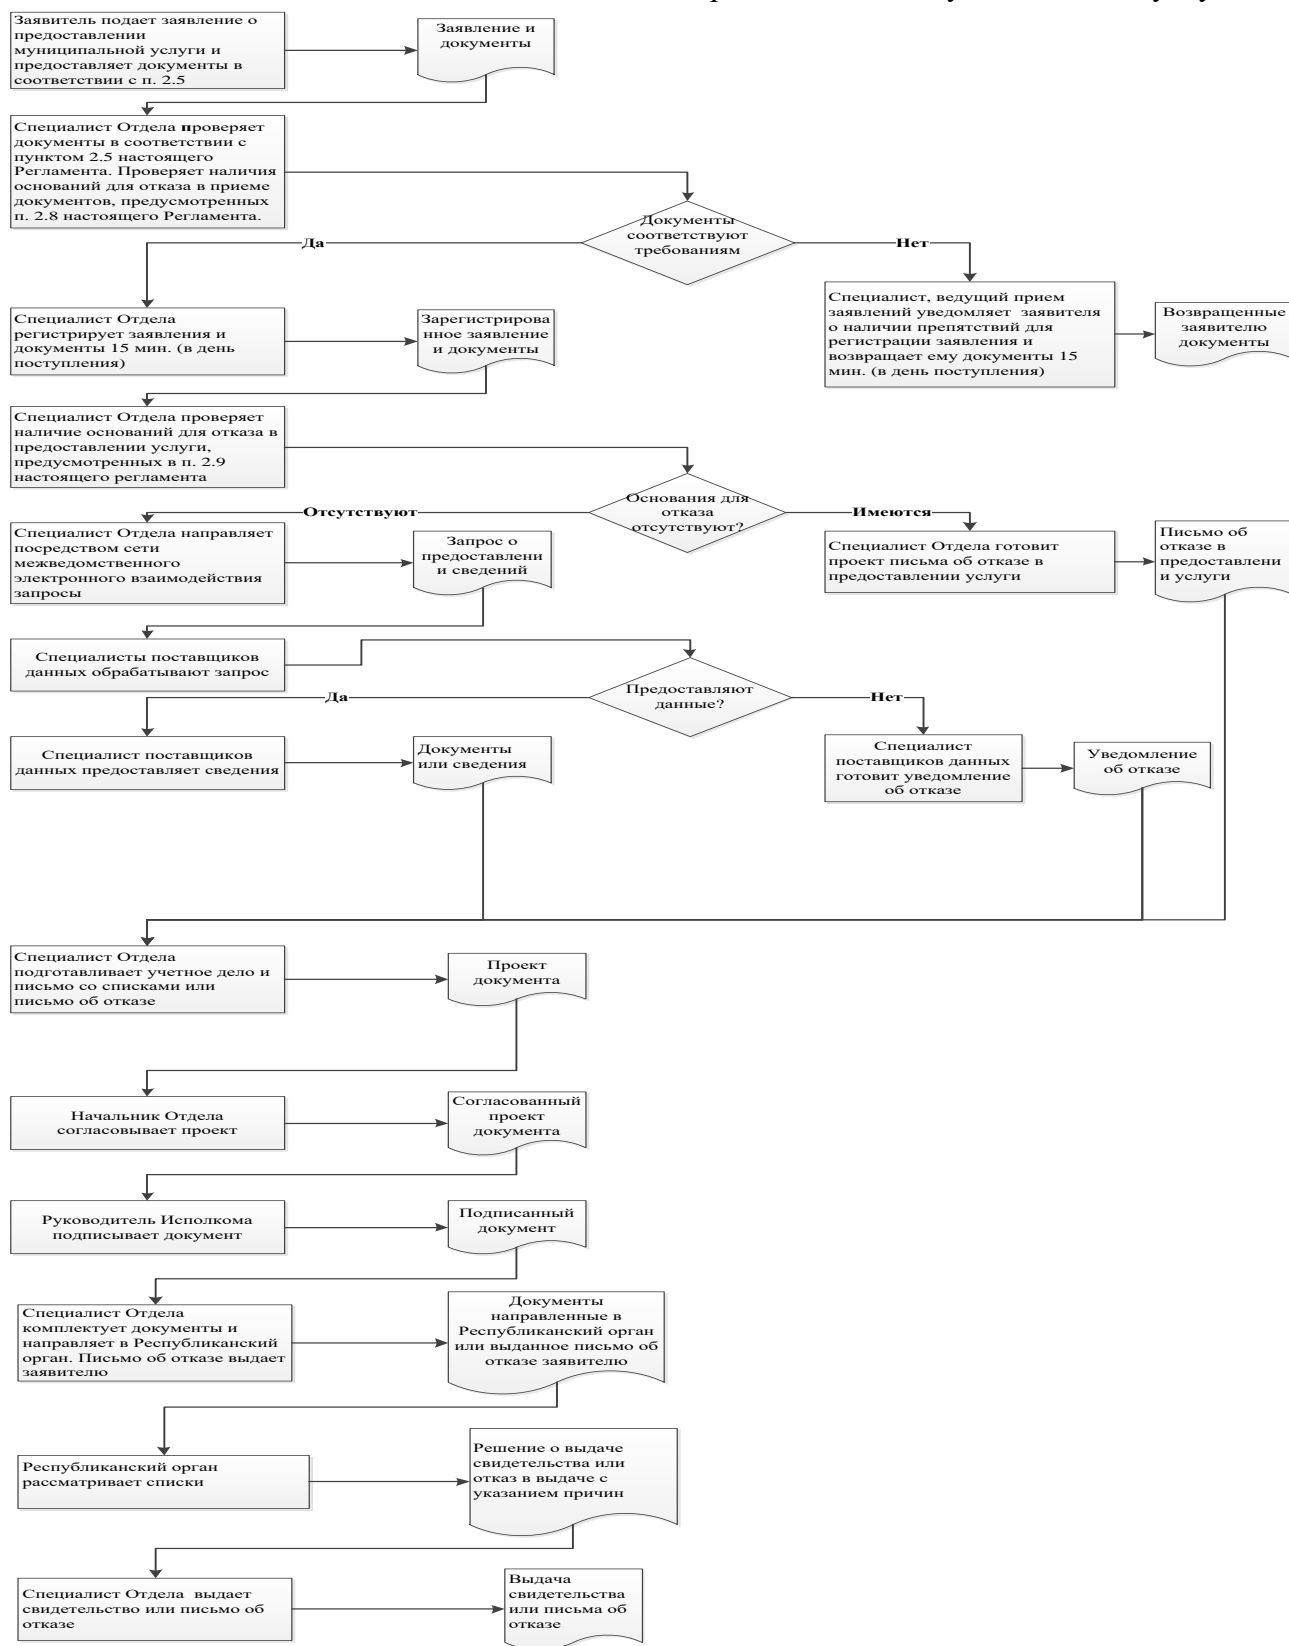 Заявитель подает заявление о
предоставлении
муниципальной услуги и
предоставляет документы в
соответствии с п. 2.5
Заявление и
документы
Специалист Отдела проверяет
документы в соответствии с
пунктом 2.5 настоящего
Регламента. Проверяет наличия
оснований для отказа в приеме
документов, предусмотренных
п. 2.8 настоящего Регламента.
Документы
соответствуют
требованиям
Да
Нет
Специалист Отдела
регистрирует заявления и
документы 15 мин. (в день
поступления)
Зарегистрирова
нное заявление
и документы
Специалист, ведущий прием
заявлений уведомляет заявителя
о наличии препятствий для
регистрации заявления и
возвращает ему документы 15
мин. (в день поступления)
Возвращенные
заявителю
документы
Специалист Отдела проверяет
наличие оснований для отказа в
предоставлении услуги,
предусмотренных в п. 2.9
настоящего регламента
Основания для
отказа
отсутствуют?
Отсутствуют
Имеются
Специалист Отдела направляет
посредством сети
межведомственного
электронного взаимодействия
запросы
Запрос о
предоставлени
и сведений
Специалист Отдела готовит
проект письма об отказе в
предоставлении услуги
Письмо об
отказе в
предоставлени
и услуги
Специалисты поставщиков
данных обрабатывают запрос
Предоставляют
данные?
Да
Нет
Специалист поставщиков
данных предоставляет сведения
Документы
или сведения
Специалист
поставщиков данных
готовит уведомление
об отказе
Уведомление
об отказе
Специалист Отдела
подготавливает учетное дело и
письмо со списками или
письмо об отказе
Проект
документа
Начальник Отдела
согласовывает проект
Согласованный
проект
документа
Руководитель Исполкома
подписывает документ
Подписанный
документ
Специалист Отдела
комплектует документы и
направляет в Республиканский
орган. Письмо об отказе выдает
заявителю
Документы
направленные в
Республиканский орган
или выданное письмо об
отказе заявителю
Республиканский орган
рассматривает списки
Решение о выдаче
свидетельства или
отказ в выдаче с
указанием причин
Специалист Отдела выдает
свидетельство или письмо об
отказе
Выдача
свидетельства
или письма об
отказе